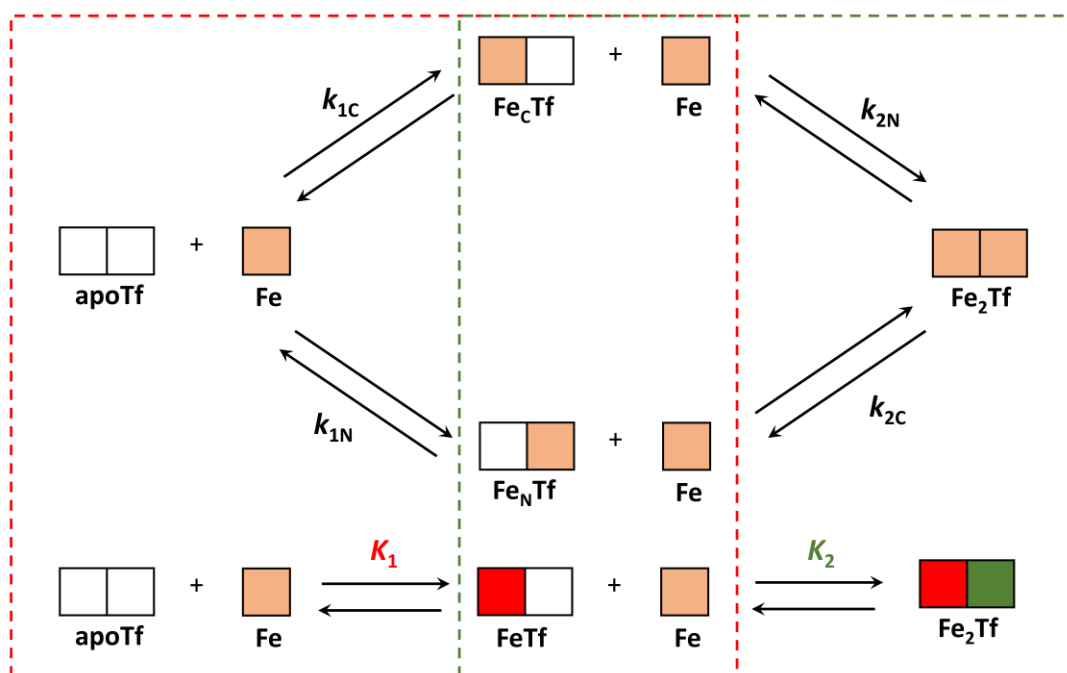 +
Fe_CTf Fe
k_1C
k_2N
+
apoTf Fe
Fe_2Tf
k_1N
k_2C
+
Fe_NTf Fe
K_1 K_2
+ +
apoTf Fe FeTf Fe Fe_2Tf